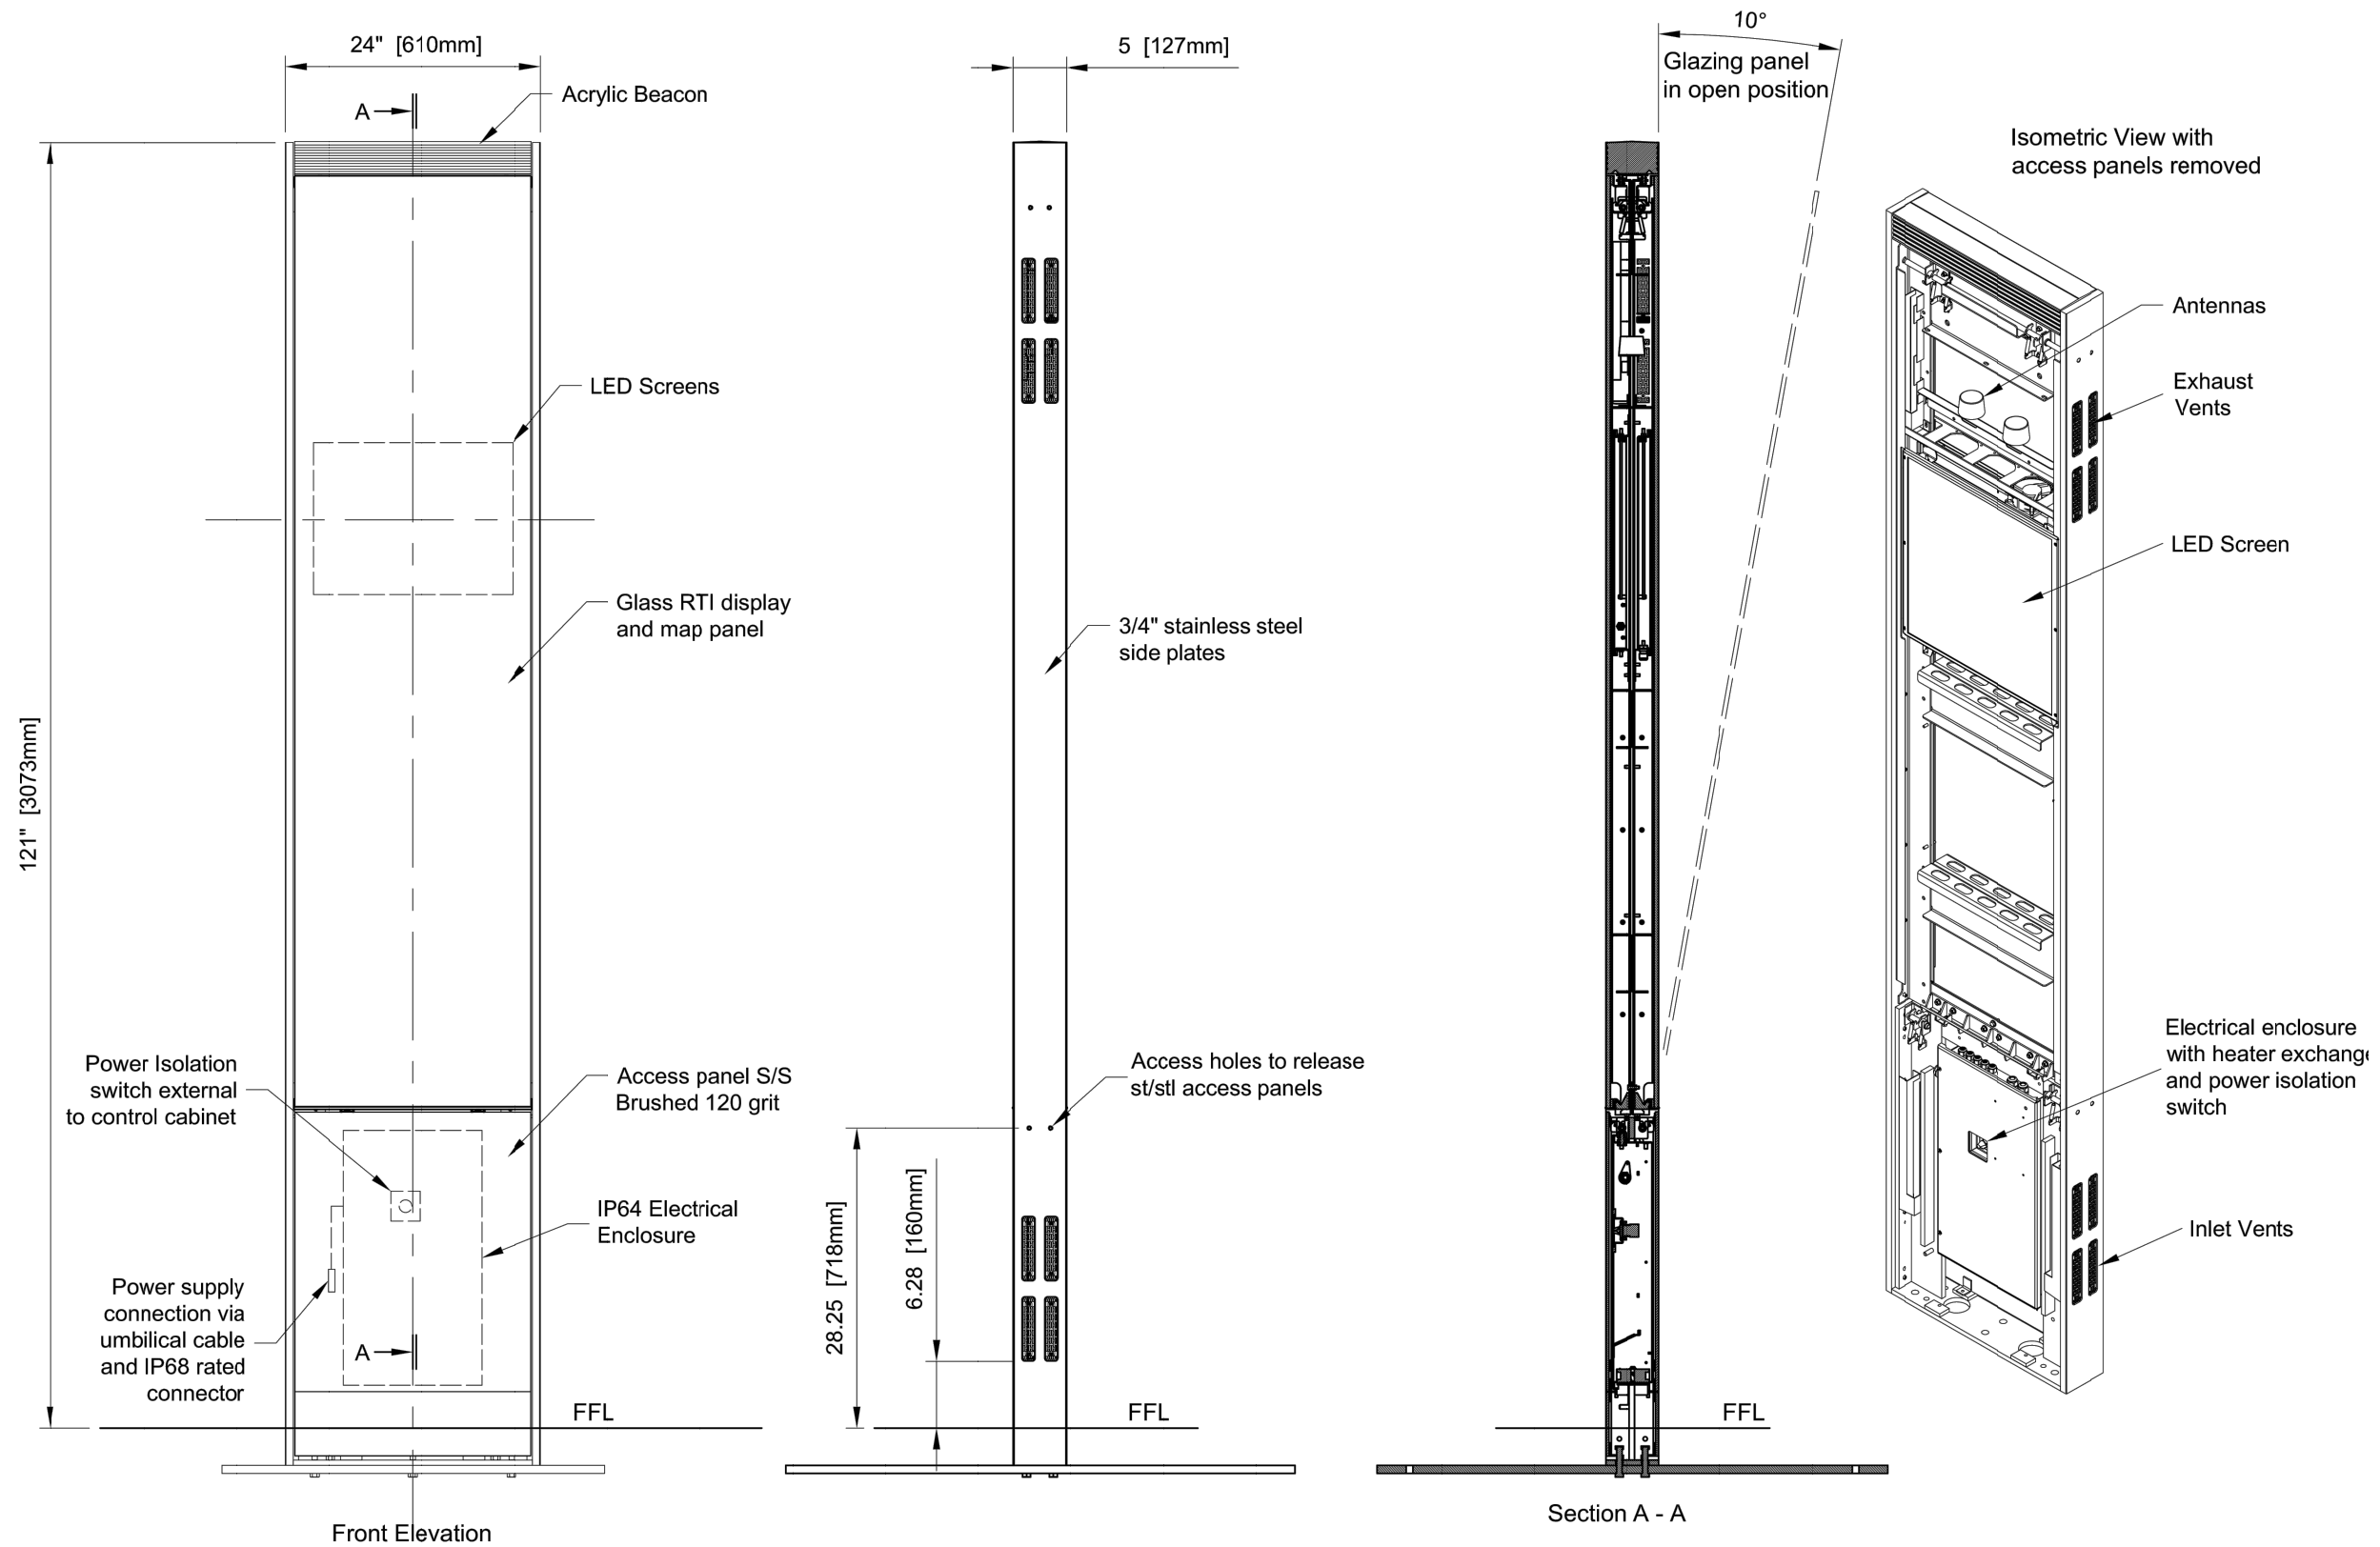 24" [610mm]
A
Acrylic Beacon
LED Screens
Glass RTI display
and map panel
121" [3073mm]
Power Isolation
switch external
to control cabinet
Access panel S/S
Brushed 120 grit
IP64 Electrical
Enclosure
Power supply
connection via
umbilical cable
and IP68 rated
connector
A
FFL
Front Elevation
5 [127mm]
3/4" stainless steel
side plates
Access holes to release
st/stl access panels
28.25 [718mm]
6.28 [160mm]
FFL
10°
Glazing panel
in open position
FFL
Section A - A
Isometric View with
access panels removed
Antennas
Exhaust
Vents
LED Screen
Electrical enclosure
with heater exchange
and power isolation
switch
Inlet Vents